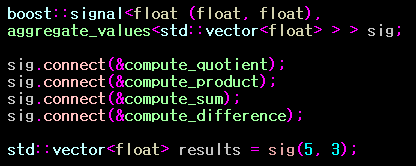 boost::signal<float (float, float),
aggregate_values<std::vector<float> > > sig;
sig.connect(&compute_quotient);
sig.connect(&compute_product);
sig.connect(&compute_sum);
sig.connect(&compute_difference);
std::vector<float> results = sig(5, 3);